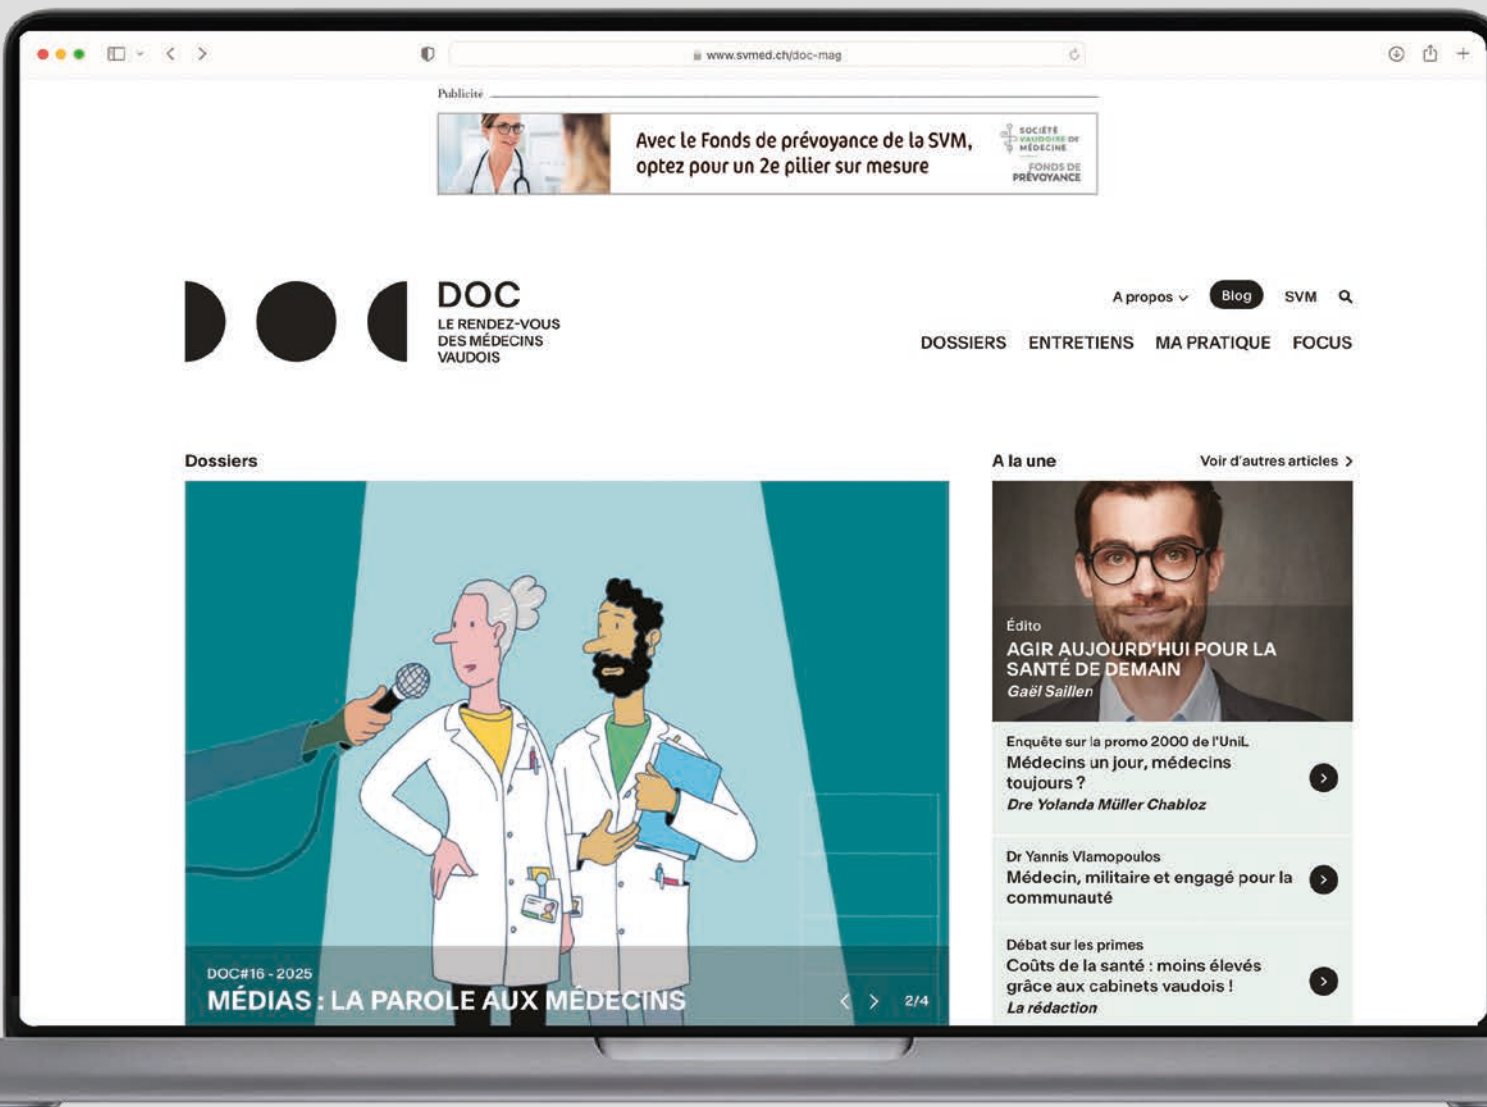 www.svmed.ch/doc-mag
Publicité
Avec le Fonds de prévoyance de la SVM,
optez pour un 2e pilier sur mesure
SOCIÉTÉ
VAUDOISE DE
MÉDECINE
FONDS DE
PRÉVOYANCE
DOC
LE RENDEZ-VOUS
DES MÉDECINS
VAUDOIS
A propos
Blog
SVM
DOSSIERS ENTRETIENS MA PRATIQUE FOCUS
Dossiers
DOC#16 - 2025
MÉDIAS : LA PAROLE AUX MÉDECINS
2/4
A la une
Voir d'autres articles
Édito
AGIR AUJOURD'HUI POUR LA
SANTÉ DE DEMAIN
Gaël Saillen
Enquête sur la promo 2000 de l'UniL
Médecins un jour, médecins
toujours ?
Dre Yolanda Müller Chabloz
Dr Yannis Vlamopoulos
Médecin, militaire et engagé pour la
communauté
Débat sur les primes
Coûts de la santé : moins élevés
grâce aux cabinets vaudois !
La rédaction